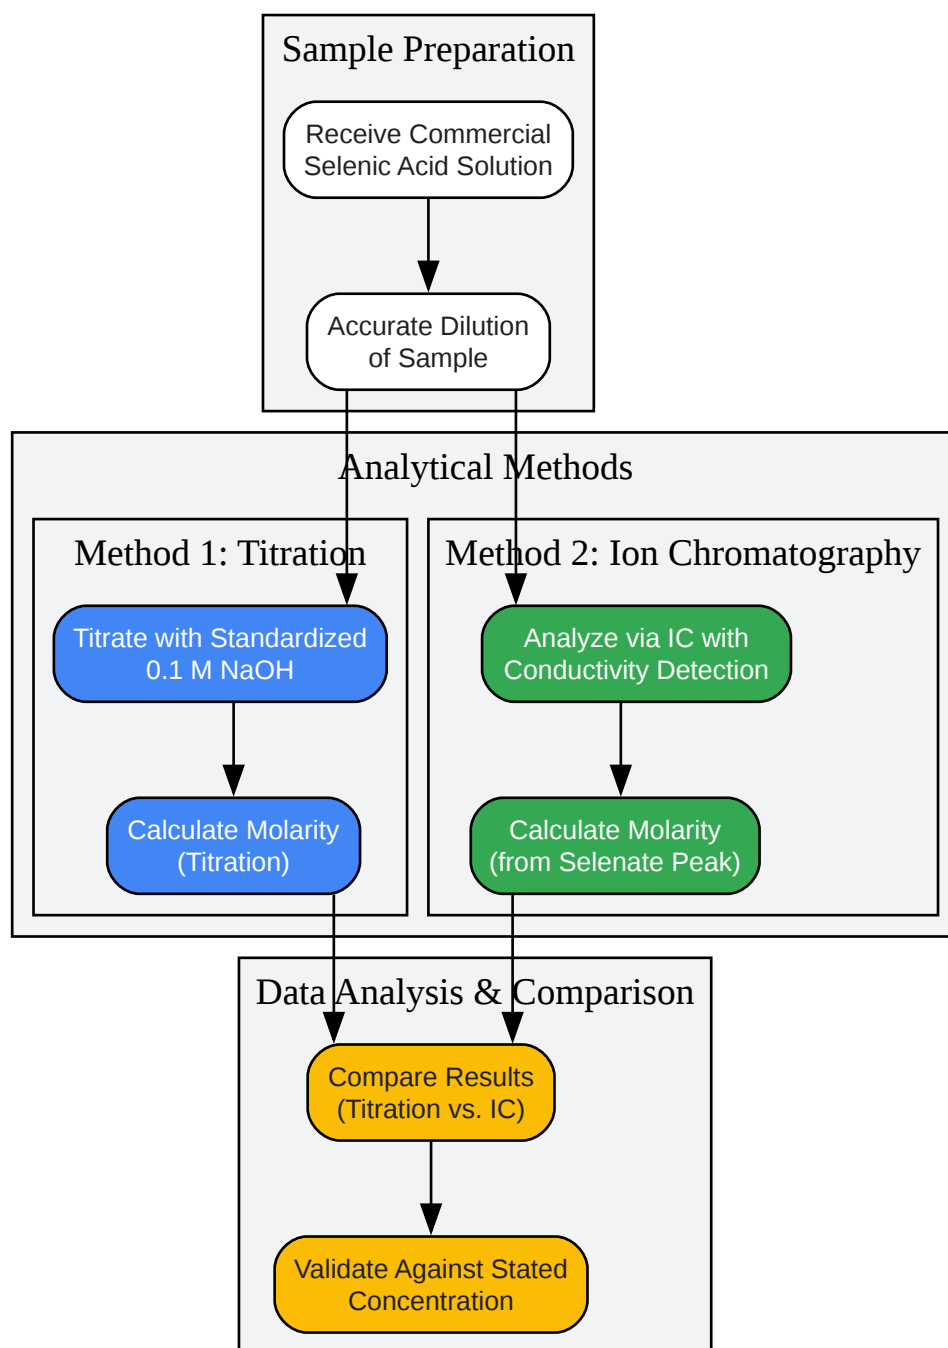 Sample Preparation
Receive Commercial
Selenic Acid Solution
Accurate Dilution
of Sample
Analytical Methods
Method 1: Titration
Titrate with Standardized
0.1 M NaOH
Calculate Molarity
(Titration)
Method 2: Ion Chromatography
Analyze via IC with
Conductivity Detection
Calculate Molarity
(from Selenate Peak)
Data Analysis & Comparison
Compare Results
(Titration vs. IC)
Validate Against Stated
Concentration